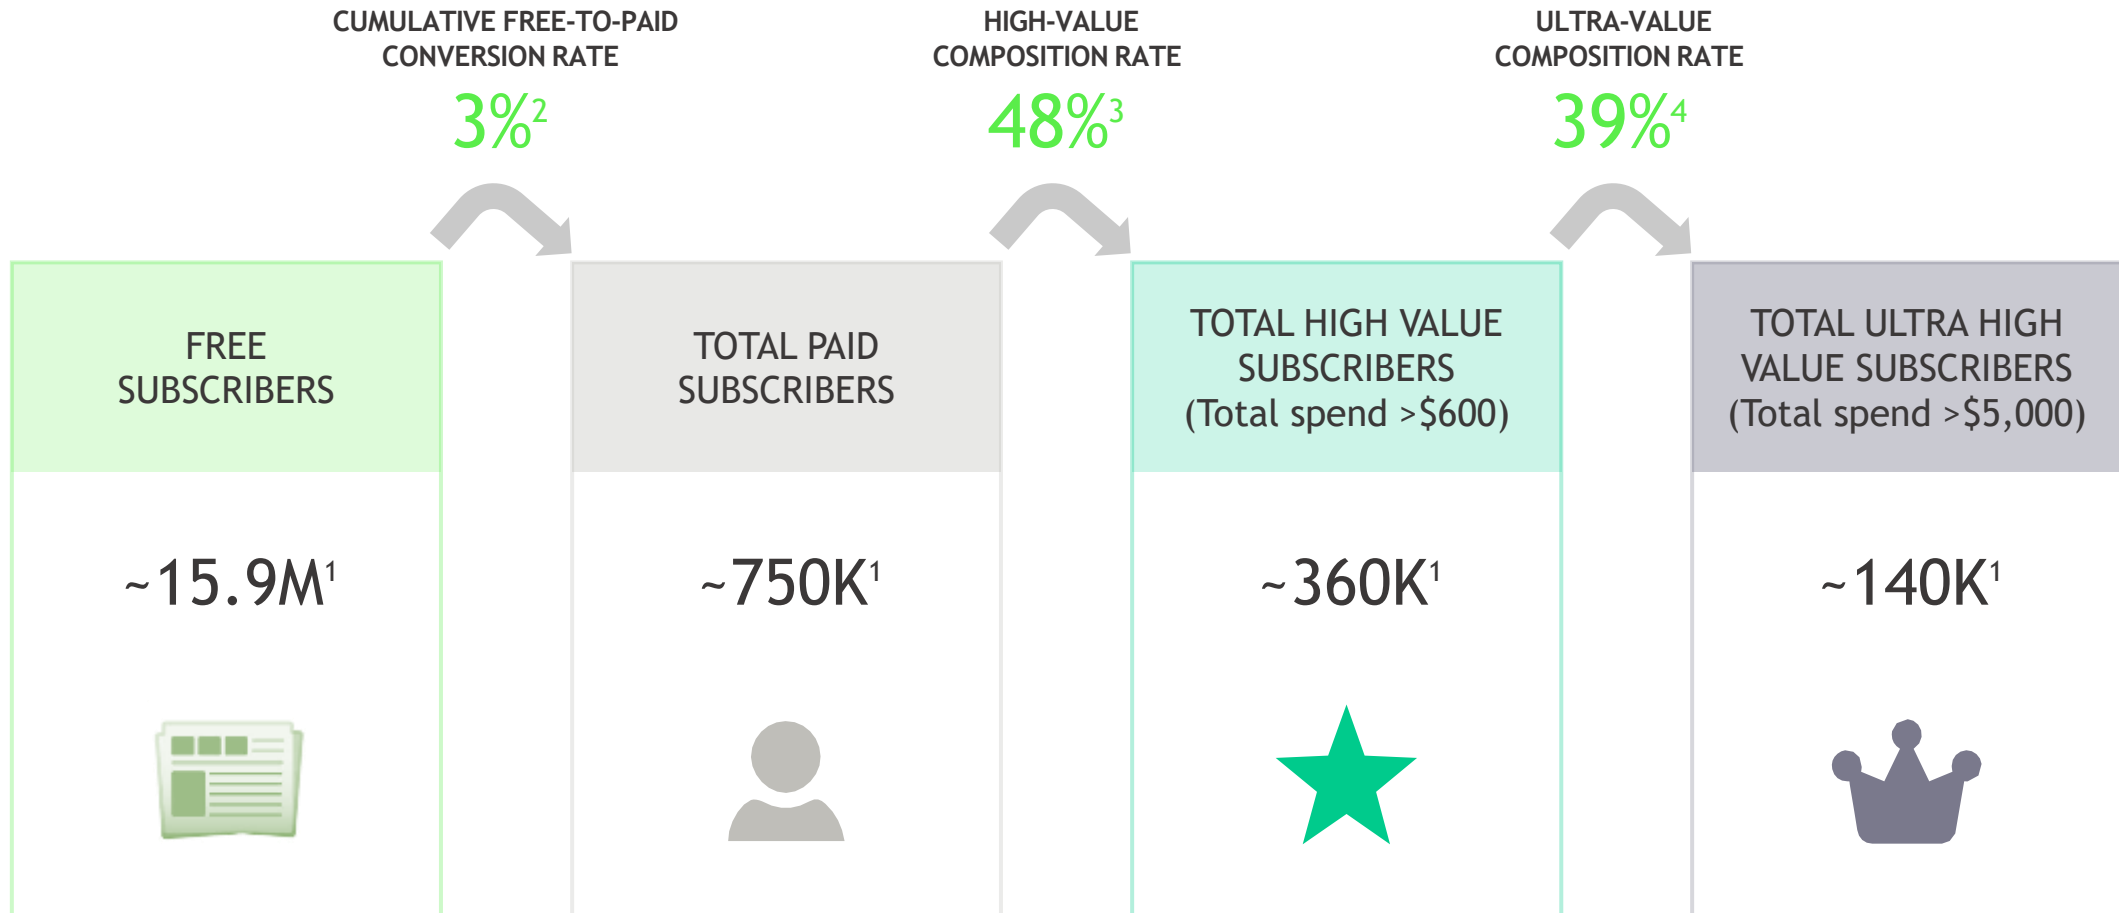 CUMULATIVE FREE-TO-PAID
CONVERSION RATE
3%²
HIGH-VALUE
COMPOSITION RATE
48%³
ULTRA-VALUE
COMPOSITION RATE
39%⁴
FREE
SUBSCRIBERS
~15.9M¹
TOTAL PAID
SUBSCRIBERS
~750K¹
TOTAL HIGH VALUE
SUBSCRIBERS
(Total spend >$600)
~360K¹
TOTAL ULTRA HIGH
VALUE SUBSCRIBERS
(Total spend >$5,000)
~140K¹